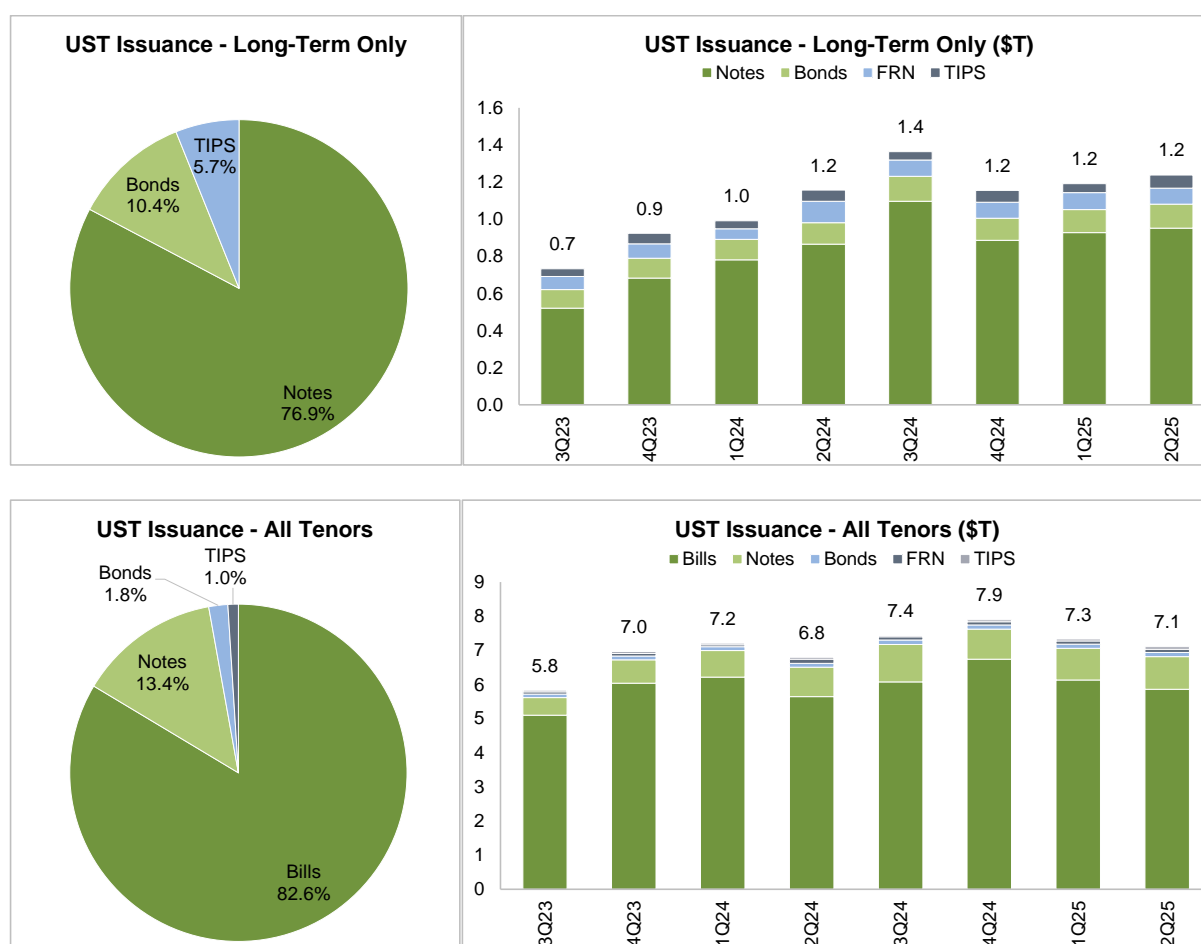 UST Issuance - Long-Term Only
TIPS
5.7%
Bonds
10.4%
Notes
76.9%
UST Issuance - Long-Term Only ($T)
Notes Bonds FRN TIPS
1.6
1.4
1.2
1.0
0.8
0.6
0.4
0.2
0.0
0.7
0.9
1.0
1.2
1.4
1.2
1.2
1.2
3Q23
4Q23
1Q24
2Q24
3Q24
4Q24
1Q25
2Q25
UST Issuance - All Tenors
TIPS
1.0%
Bonds
1.8%
Notes
13.4%
Bills
82.6%
UST Issuance - All Tenors ($T)
Bills Notes Bonds FRN TIPS
9
8
7
6
5
4
3
2
1
0
5.8
7.0
7.2
6.8
7.4
7.9
7.3
7.1
3Q23
4Q23
1Q24
2Q24
3Q24
4Q24
1Q25
2Q25